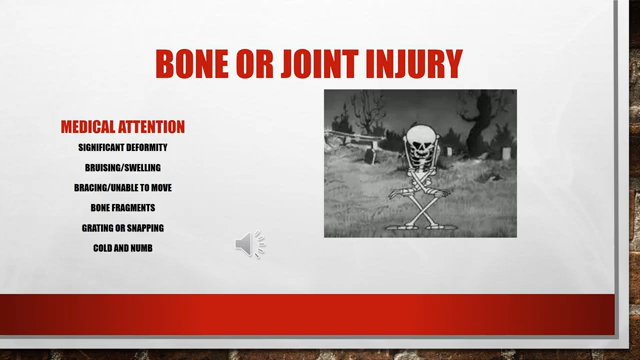 BONE OR JOINT INJURY
MEDICAL ATTENTION
SIGNIFICANT DEFORMITY
BRUISING/SWELLING
BRACING/UNABLE TO MOVE
BONE FRAGMENTS
GRATING OR SNAPPING
COLD AND NUMB